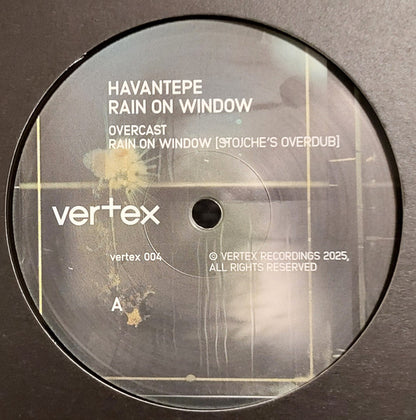 HAVANTEPE
RAIN ON WINDOW
OVERCAST
RAIN ON WINDOW [STOJCHE'S OVERDUB]
vertex
vertex 004
© VERTEX RECORDINGS 2025,
ALL RIGHTS RESERVED
A